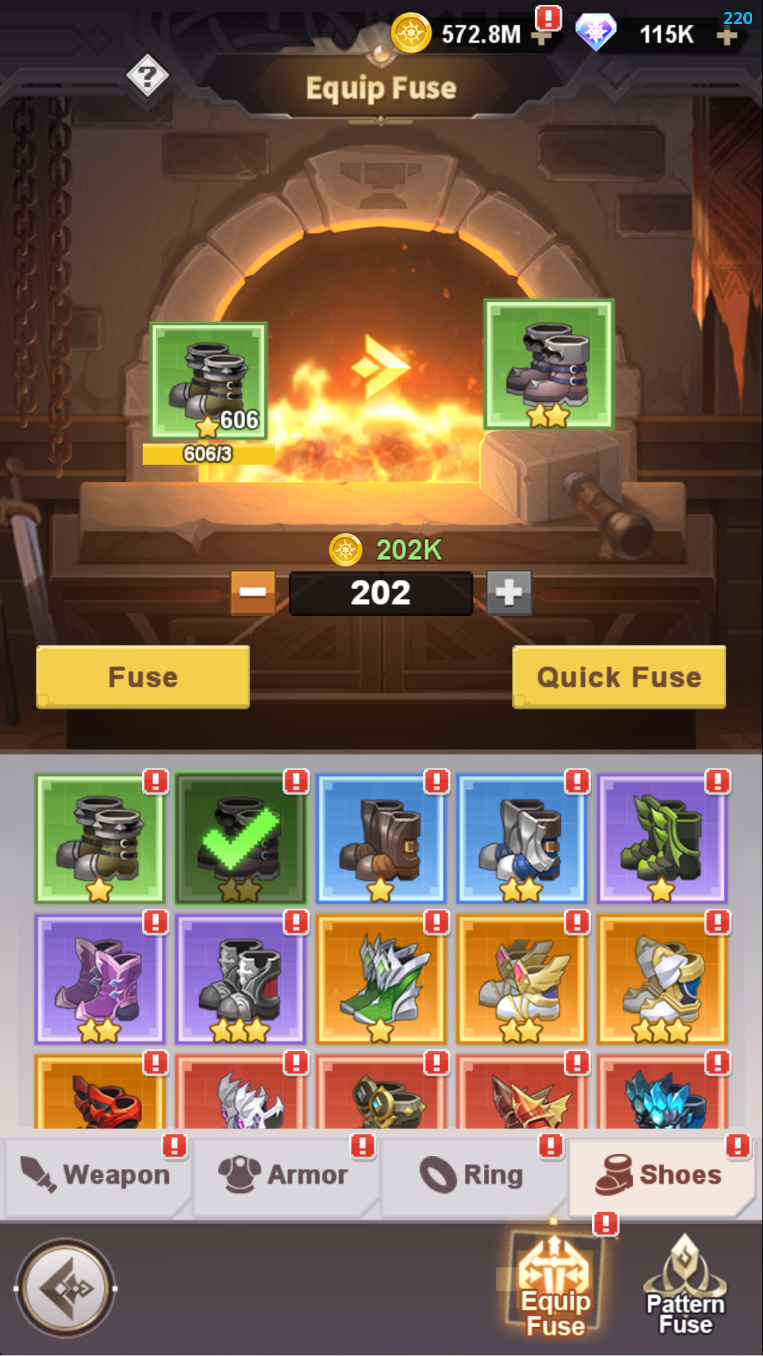 220
572.8M
115K
?
Equip Fuse
606
606/3
202K
202
Fuse
Quick Fuse
Weapon
Armor
Ring
Shoes
Equip
Fuse
Pattern
Fuse